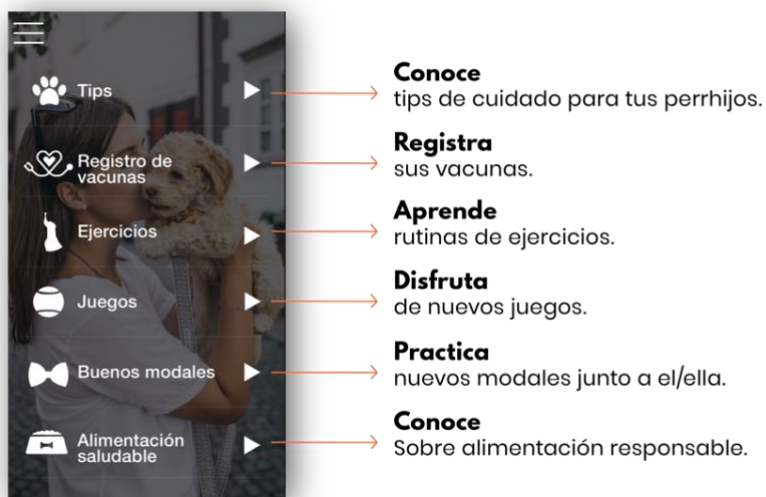 Tips
Registro de
vacunas
Ejercicios
Juegos
Buenos modales
Alimentación
saludable
Conoce
tips de cuidado para tus perrhijos.
Registra
sus vacunas.
Aprende
rutinas de ejercicios.
Disfruta
de nuevos juegos.
Practica
nuevos modales junto a el/ella.
Conoce
Sobre alimentación responsable.